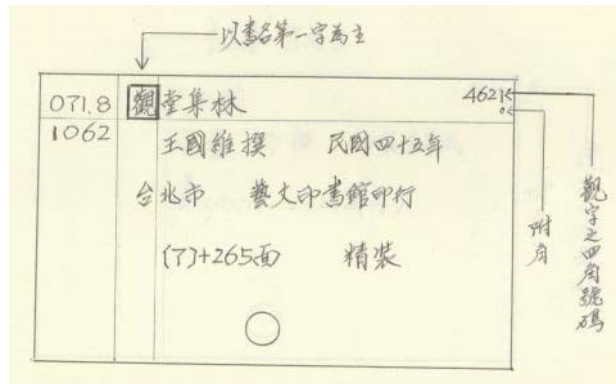 以書名第一字為主
071.8 觀堂集林 4621
1062 王國維撰 民國四十五年
台北市 藝文印書館印行
(7)+265面 精裝
附角
觀字之四角號碼